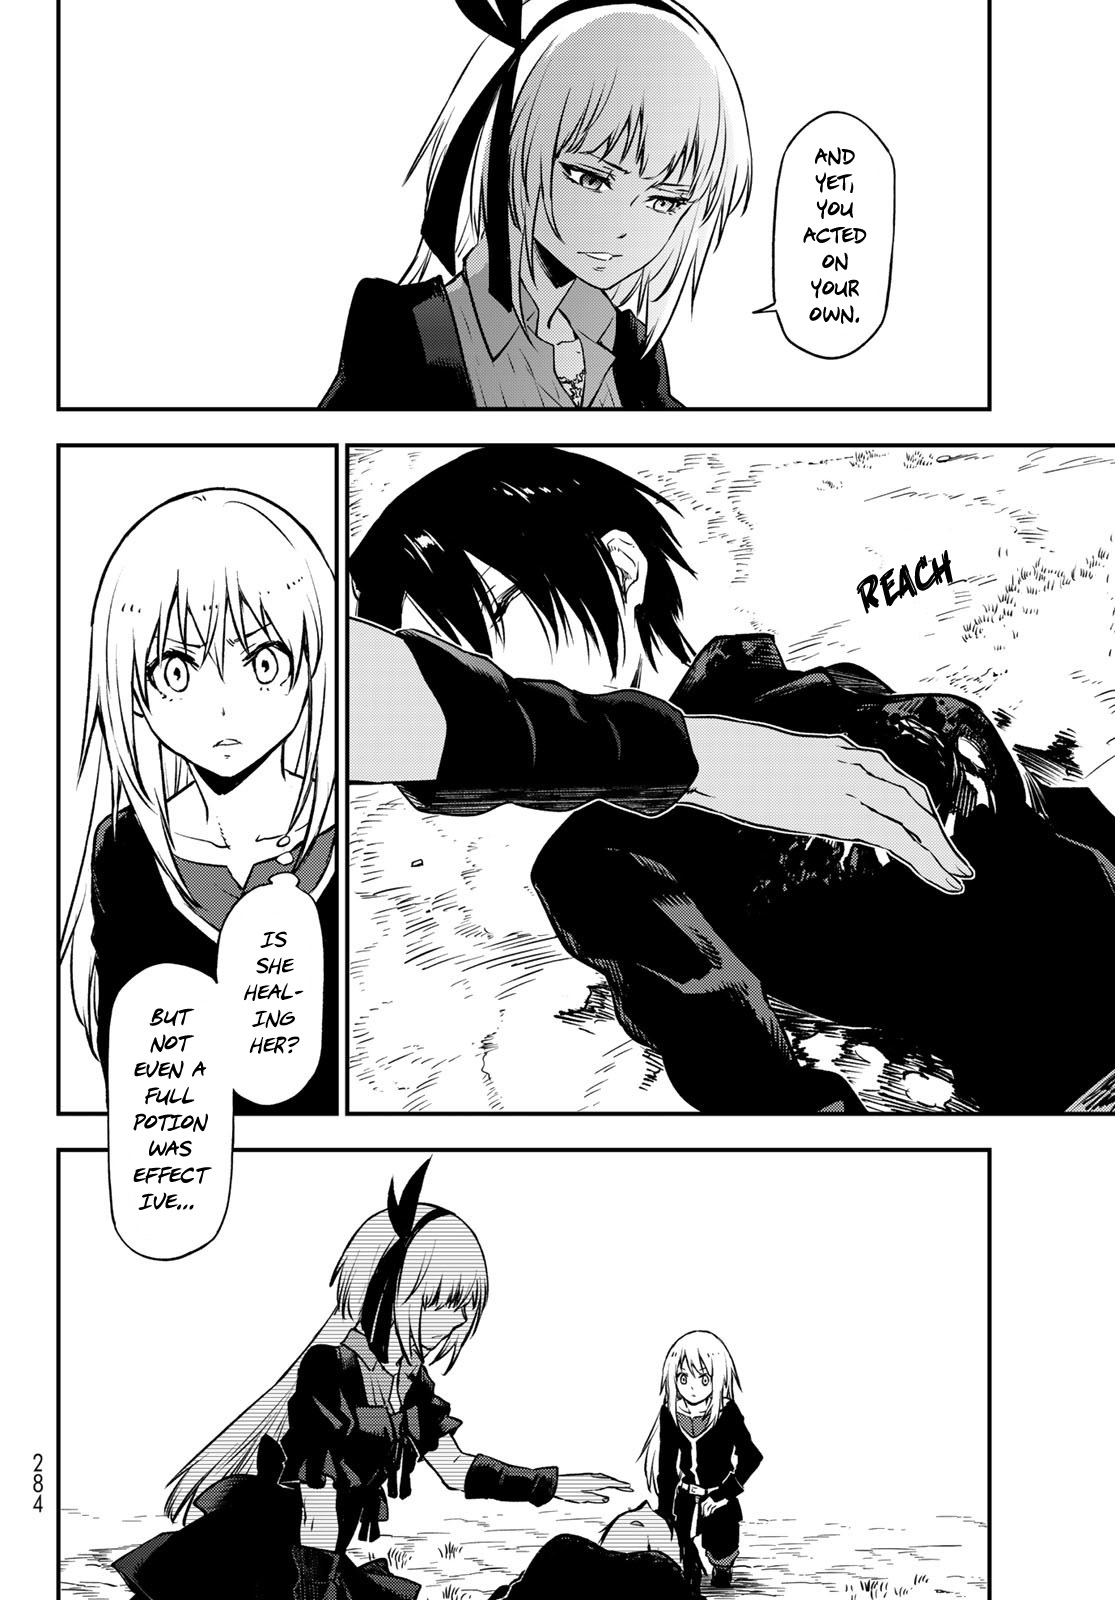 AND
YET,
YOU
ACTED
ON
YOUR
OWN.
REACH
IS
SHE
HEAL-
ING
HER?
BUT
NOT
EVEN A
FULL
POTION
WAS
EFFECT
IVE...
284